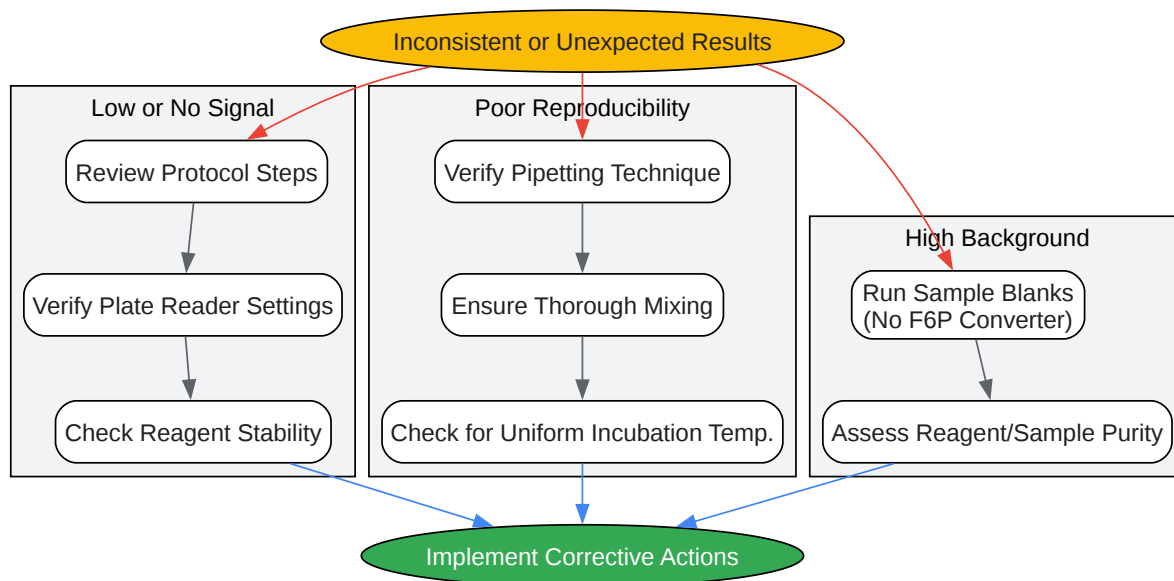 Inconsistent or Unexpected Results
Low or No Signal
Review Protocol Steps
Verify Plate Reader Settings
Check Reagent Stability
Poor Reproducibility
Verify Pipetting Technique
Ensure Thorough Mixing
Check for Uniform Incubation Temp.
High Background
Run Sample Blanks
(No F6P Converter)
Assess Reagent/Sample Purity
Implement Corrective Actions